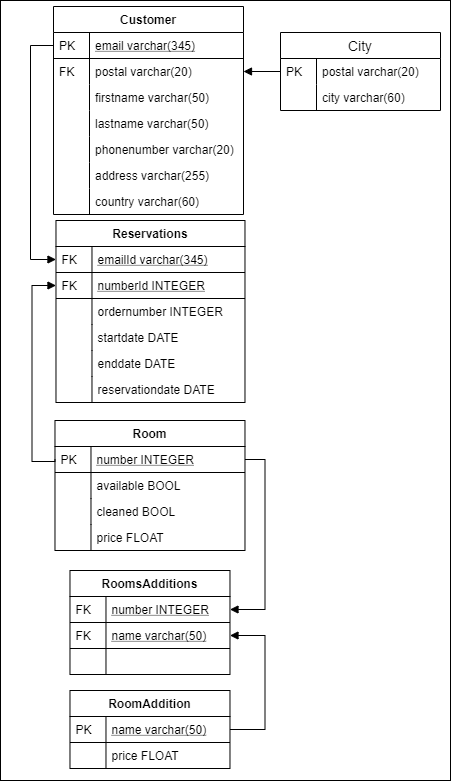 Customer
PK email varchar(345)
FK postal varchar(20)
firstname varchar(50)
lastname varchar(50)
phonenumber varchar(20)
address varchar(255)
country varchar(60)
City
PK postal varchar(20)
city varchar(60)
Reservations
FK emailId varchar(345)
FK numberId INTEGER
ordernumber INTEGER
startdate DATE
enddate DATE
reservationdate DATE
Room
PK number INTEGER
available BOOL
cleaned BOOL
price FLOAT
RoomsAdditions
FK number INTEGER
FK name varchar(50)
RoomAddition
PK name varchar(50)
price FLOAT